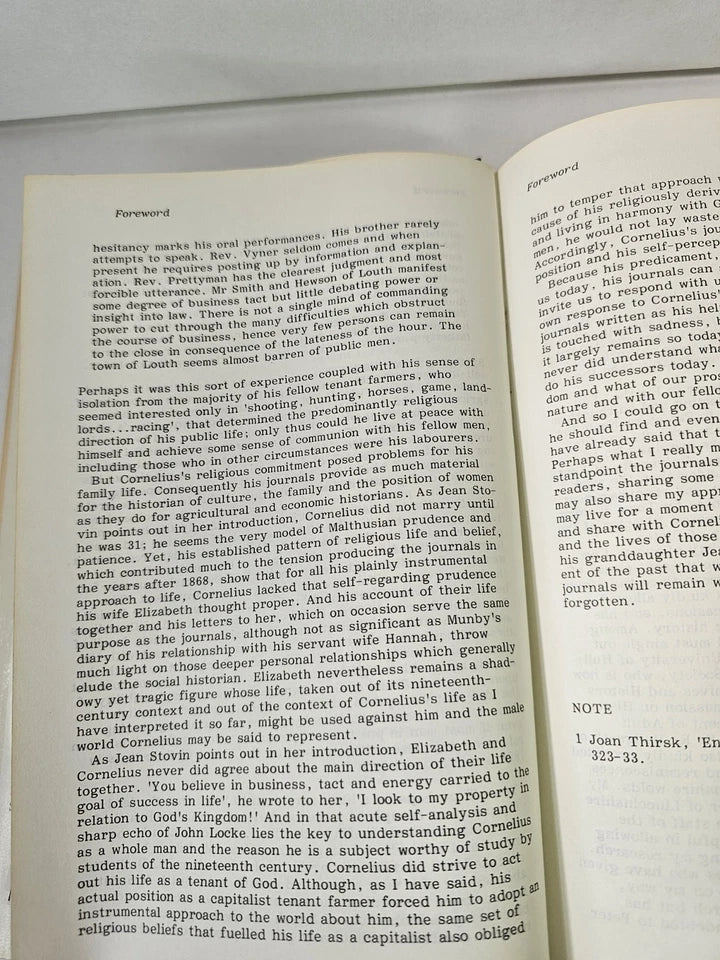 Foreword
hesitancy marks his oral performances. His brother rarely
attempts to speak. Rev. Vyner seldom comes and when
present he requires posting up by information and explan-
ation. Rev. Prettyman has the clearest judgment and most
forcible utterance. Mr Smith and Hewson of Louth manifest
some degree of business tact but little debating power or
insight into law. There is not a single mind of commanding
power to cut through the many difficulties which obstruct
the course of business, hence very few persons can remain
to the close in consequence of the lateness of the hour. The
town of Louth seems almost barren of public men.
Perhaps it was this sort of experience coupled with his sense of
isolation from the majority of his fellow tenant farmers, who
seemed interested only in 'shooting, hunting, horses, game, land-
lords...racing', that determined the predominantly religious
direction of his public life; only thus could he live at peace with
himself and achieve some sense of communion with his fellow men,
including those who in other circumstances were his labourers.
But Cornelius's religious commitment posed problems for his
family life. Consequently his journals provide as much material
for the historian of culture, the family and the position of women
as they do for agricultural and economic historians. As Jean Sto-
vin points out in her introduction, Cornelius did not marry until
he was 31; he seems the very model of Malthusian prudence and
patience. Yet, his established pattern of religious life and belief,
which contributed much to the tension producing the journals in
the years after 1868, show that for all his plainly instrumental
approach to life, Cornelius lacked that self-regarding prudence
his wife Elizabeth thought proper. And his account of their life
together and his letters to her, which on occasion serve the same
purpose as the journals, although not as significant as Munby's
diary of his relationship with his servant wife Hannah, throw
much light on those deeper personal relationships which generally
elude the social historian. Elizabeth nevertheless remains a shad-
owy yet tragic figure whose life, taken out of its nineteenth-
century context and out of the context of Cornelius's life as I
have interpreted it so far, might be used against him and the male
world Cornelius may be said to represent.
As Jean Stovin points out in her introduction, Elizabeth and
Cornelius never did agree about the main direction of their life
together. 'You believe in business, tact and energy carried to the
goal of success in life', he wrote to her, 'I look to my property in
relation to God's Kingdom!' And in that acute self-analysis and
sharp echo of John Locke lies the key to understanding Cornelius
as a whole man and the reason he is a subject worthy of study by
students of the nineteenth century. Cornelius did strive to act
out his life as a tenant of God. Although, as I have said, his
actual position as a capitalist tenant farmer forced him to adopt an
instrumental approach to the world about him, the same set of
religious beliefs that fuelled his life as a capitalist also obliged
Foreword
him to temper that approach
cause of his religiously
and living in harmony with
men, he would not lay waste
Accordingly, Cornelius's
position and his
Because his predicament,
us today, his journals can
invite us to respond with
own response to Cornelius'
journals written as his
is touched with sadness,
it largely remains so today
never did understand
do his successors today.
dom and what of our
nature and with our
And so I could go on
he should find and even
have already said that
Perhaps what I really
standpoint the journals
readers, sharing some
may also share my
may live for a moment
and share with
and the lives of those
his granddaughter
ent of the past that
journals will remain
forgotten.
NOTE
1 Joan Thirsk, 'En
323-33.